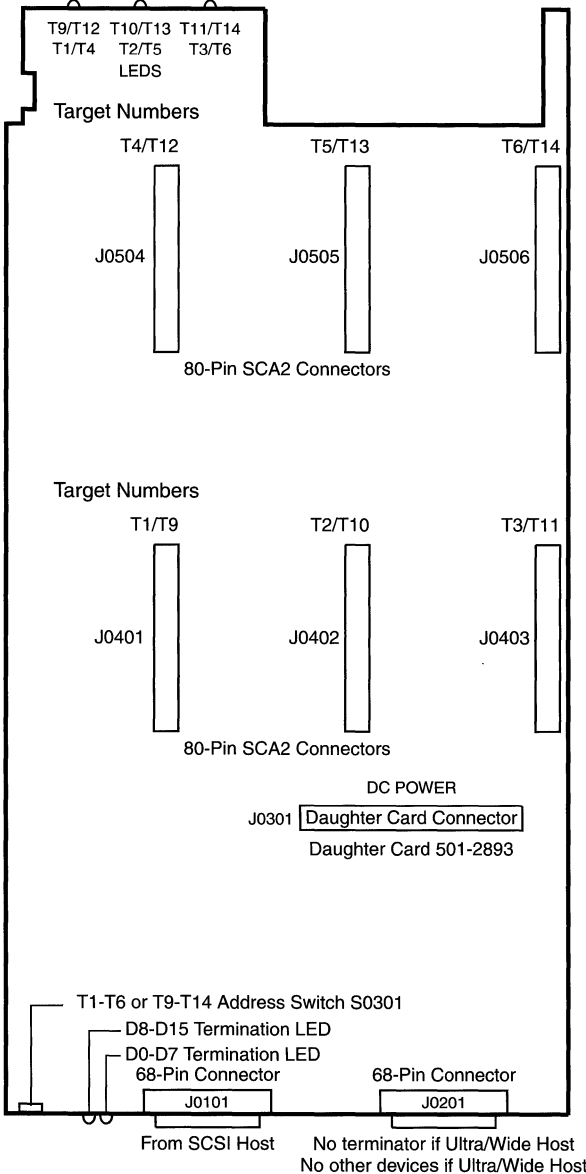 T9/T12 T10/T13 T11/T14
T1/T4 T2/T5 T3/T6
LEDS
Target Numbers
T4/T12 T5/T13 T6/T14
J0504 J0505 J0506
80-Pin SCA2 Connectors
Target Numbers
T1/T9 T2/T10 T3/T11
J0401 J0402 J0403
80-Pin SCA2 Connectors
DC POWER
J0301 Daughter Card Connector
Daughter Card 501-2893
T1-T6 or T9-T14 Address Switch S0301
D8-D15 Termination LED
D0-D7 Termination LED
68-Pin Connector 68-Pin Connector
J0101 J0201
From SCSI Host No terminator if Ultra/Wide Host
No other devices if Ultra/Wide Host